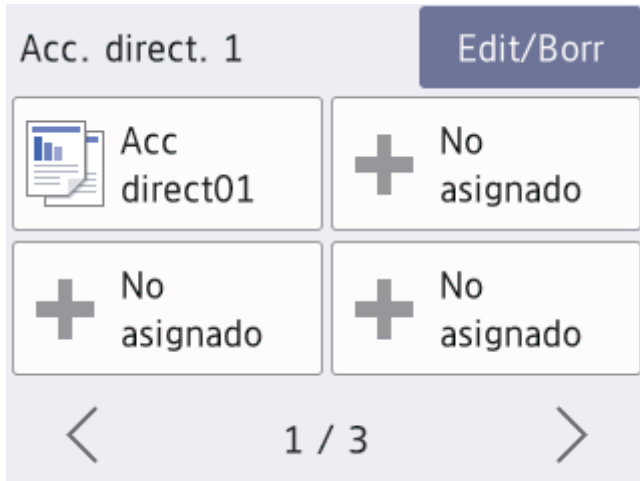 Acc. direct. 1
Edit/Borr
Acc
direct01
No
asignado
No
asignado
No
asignado
1 / 3